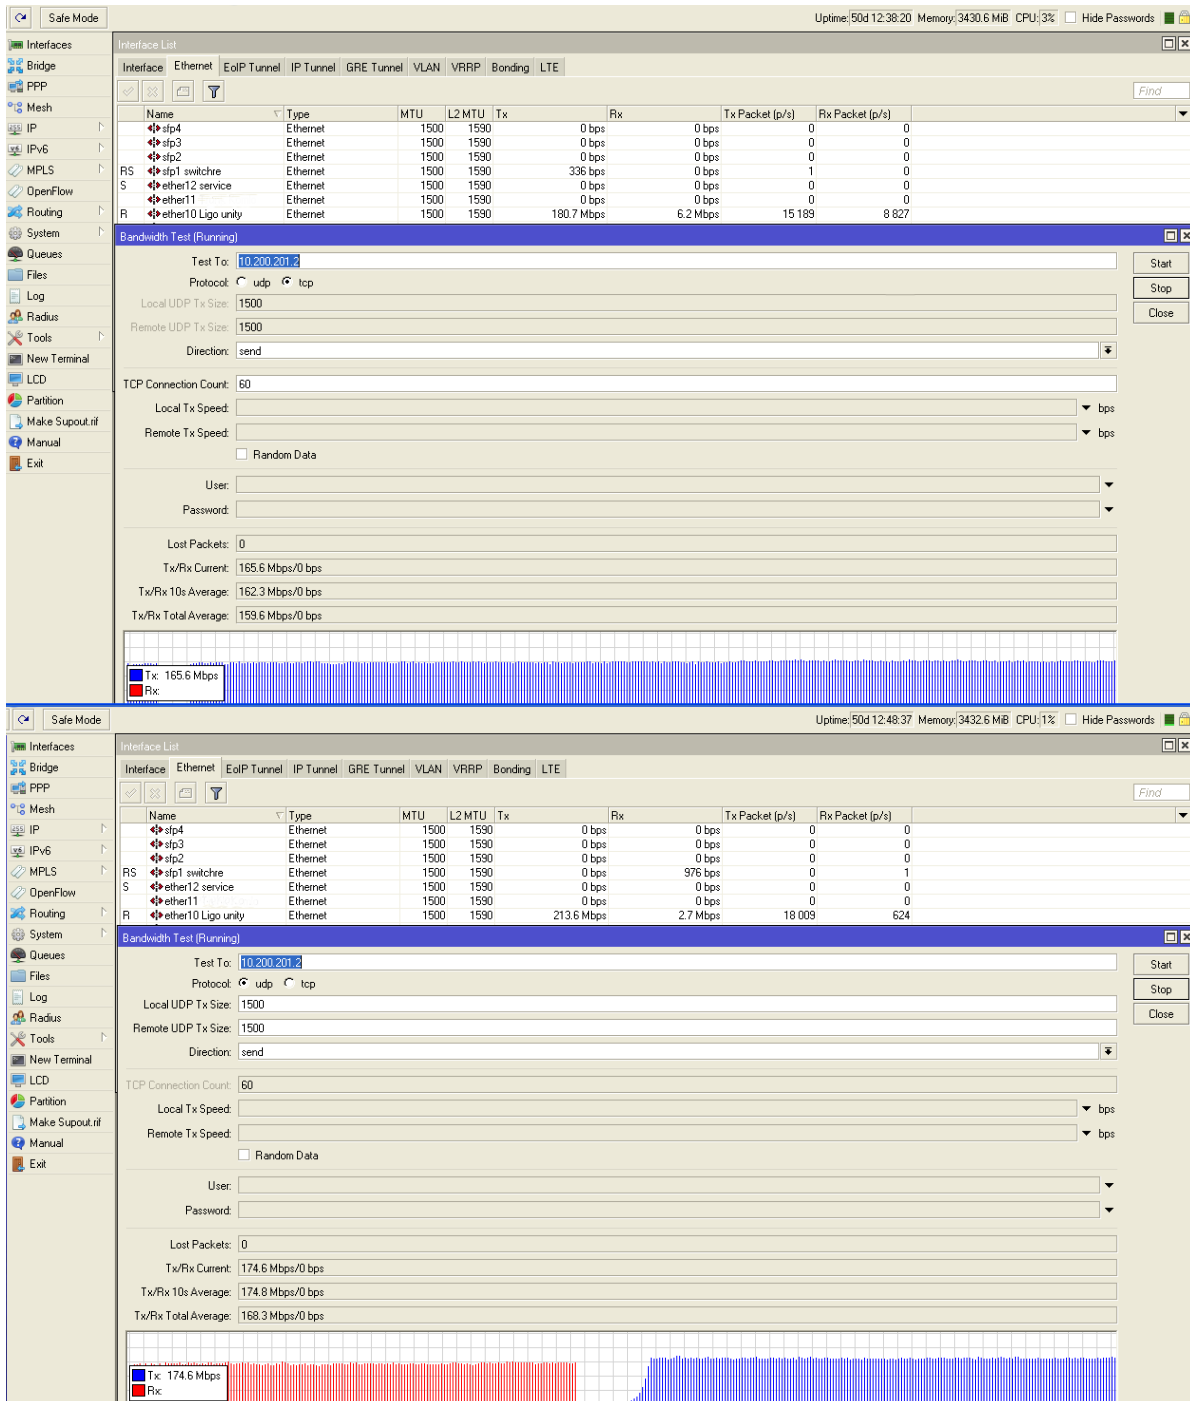 Safe Mode Uptime: 50d 12:38:20 Memory: 3430.6 MiB CPU: 3% Hide Passwords
Interfaces
Bridge
PPP
Mesh
IP
IPv6
MPLS
OpenFlow
Routing
System
Queues
Files
Log
Radius
Tools
New Terminal
LCD
Partition
Make Supout.rif
Manual
Exit
Interface List
Interface Ethernet EoIP Tunnel IP Tunnel GRE Tunnel VLAN VRRP Bonding LTE
Find
Name Type MTU L2 MTU Tx Rx Tx Packet (p/s) Rx Packet (p/s)
sfp4 Ethernet 1500 1590 0 bps 0 bps 0 0
sfp3 Ethernet 1500 1590 0 bps 0 bps 0 0
sfp2 Ethernet 1500 1590 0 bps 0 bps 0 0
RS sfp1 switchre Ethernet 1500 1590 336 bps 0 bps 1 0
S ether12 service Ethernet 1500 1590 0 bps 0 bps 0 0
ether11 Ethernet 1500 1590 0 bps 0 bps 0 0
R ether10 Ligo unity Ethernet 1500 1590 180.7 Mbps 6.2 Mbps 15 189 8 827
Bandwidth Test (Running)
Test To: 10.200.201.2
Protocol: udp tcp
Local UDP Tx Size: 1500
Remote UDP Tx Size: 1500
Direction: send
TCP Connection Count: 60
Local Tx Speed: bps
Remote Tx Speed: bps
Random Data
User:
Password:
Lost Packets: 0
Tx/Rx Current: 165.6 Mbps/0 bps
Tx/Rx 10s Average: 162.3 Mbps/0 bps
Tx/Rx Total Average: 159.6 Mbps/0 bps
Start
Stop
Close
Tx: 165.6 Mbps
Rx:
Safe Mode Uptime: 50d 12:48:37 Memory: 3432.6 MiB CPU: 1% Hide Passwords
Interfaces
Bridge
PPP
Mesh
IP
IPv6
MPLS
OpenFlow
Routing
System
Queues
Files
Log
Radius
Tools
New Terminal
LCD
Partition
Make Supout.rif
Manual
Exit
Interface List
Interface Ethernet EoIP Tunnel IP Tunnel GRE Tunnel VLAN VRRP Bonding LTE
Find
Name Type MTU L2 MTU Tx Rx Tx Packet (p/s) Rx Packet (p/s)
sfp4 Ethernet 1500 1590 0 bps 0 bps 0 0
sfp3 Ethernet 1500 1590 0 bps 0 bps 0 0
sfp2 Ethernet 1500 1590 0 bps 0 bps 0 0
RS sfp1 switchre Ethernet 1500 1590 0 bps 976 bps 0 1
S ether12 service Ethernet 1500 1590 0 bps 0 bps 0 0
ether11 Ethernet 1500 1590 0 bps 0 bps 0 0
R ether10 Ligo unity Ethernet 1500 1590 213.6 Mbps 2.7 Mbps 18 009 624
Bandwidth Test (Running)
Test To: 10.200.201.2
Protocol: udp tcp
Local UDP Tx Size: 1500
Remote UDP Tx Size: 1500
Direction: send
TCP Connection Count: 60
Local Tx Speed: bps
Remote Tx Speed: bps
Random Data
User:
Password:
Lost Packets: 0
Tx/Rx Current: 174.6 Mbps/0 bps
Tx/Rx 10s Average: 174.8 Mbps/0 bps
Tx/Rx Total Average: 168.3 Mbps/0 bps
Start
Stop
Close
Tx: 174.6 Mbps
Rx: